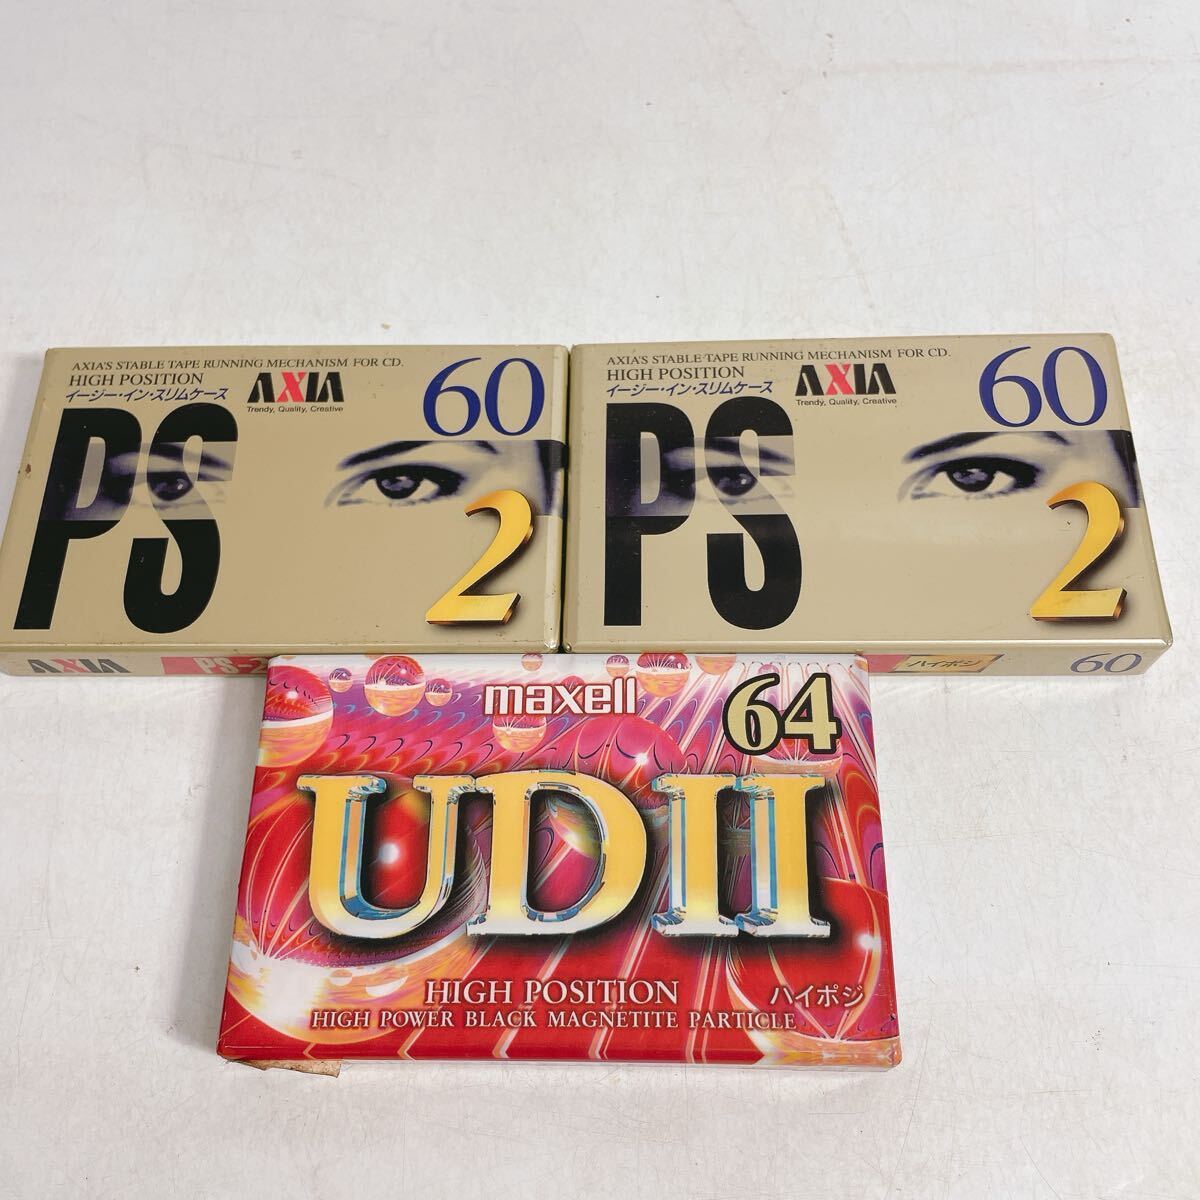 AXIA'S STABLE TAPE RUNNING MECHANISM FOR CD.
HIGH POSITION
イージー・イン・スリムケース
AXIA
Trendy, Quality, Creative
60
PS
2
AXIA
PS-2
AXIA'S STABLE TAPE RUNNING MECHANISM FOR CD.
HIGH POSITION
イージー・イン・スリムケース
AXIA
Trendy, Quality, Creative
60
PS
2
ハイポジ
60
maxell
64
UDII
HIGH POSITION
ハイポジ
HIGH POWER BLACK MAGNETITE PARTICLE